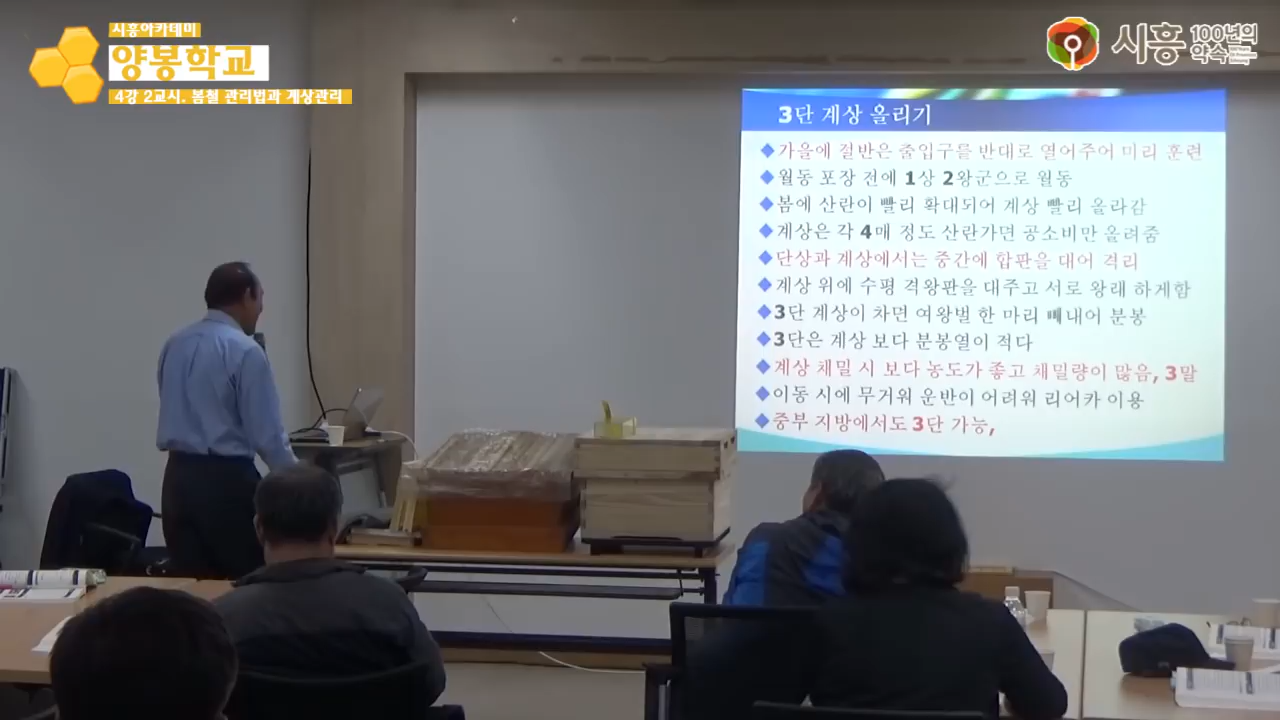 시흥아카데미
양봉학교
4강 2교시. 봄철 관리법과 계상관리
시흥 100년의 약속
3단 계상 올리기
◆가을에 절반은 출입구를 반대로 열어주어 미리 훈련
◆월동 포장 전에 1상 2왕군으로 월동
◆봄에 산란이 빨리 확대되어 계상 빨리 올라감
◆계상은 각 4매 정도 산란가면 공소비만 올려줌
◆단상과 계상에서는 중간에 합판을 대어 격리
◆계상 위에 수평 격왕판을 대주고 서로 왕래 하게함
◆3단 계상이 차면 여왕벌 한 마리 빼내어 분봉
◆3단은 계상 보다 분봉열이 적다
◆계상 채밀 시 보다 농도가 좋고 채밀량이 많음, 3말
◆이동 시에 무거워 운반이 어려워 리어카 이용
◆중부 지방에서도 3단 가능,